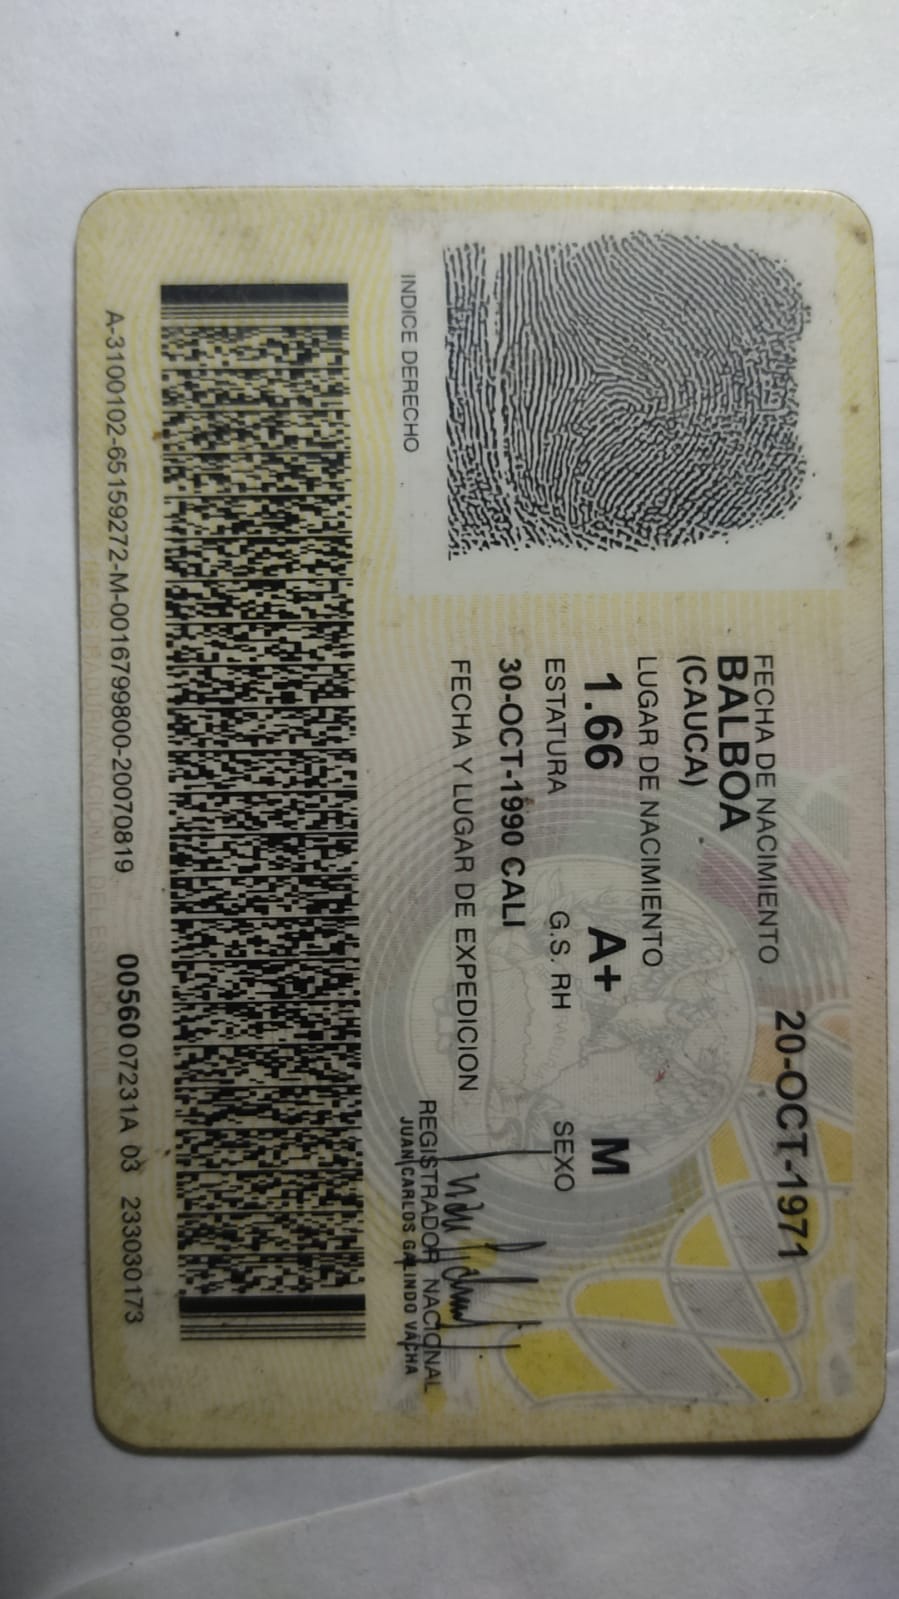 20-OCT-1971
FECHA DE NACIMIENTO
BALBOA
(CAUCA)
LUGAR DE NACIMIENTO
1.66 A+ M
ESTATURA G.S. RH SEXO
30-OCT-1990 CALI
FECHA Y LUGAR DE EXPEDICION
REGISTRADOR NACIONAL
JUAN CARLOS GALINDO VACHA
INDICE DERECHO
A-3100102-65159272-M-0016799800-20070819 00560 07231A 03 233030173
REGISTRADURIA NACIONAL DEL ESTADO CIVIL